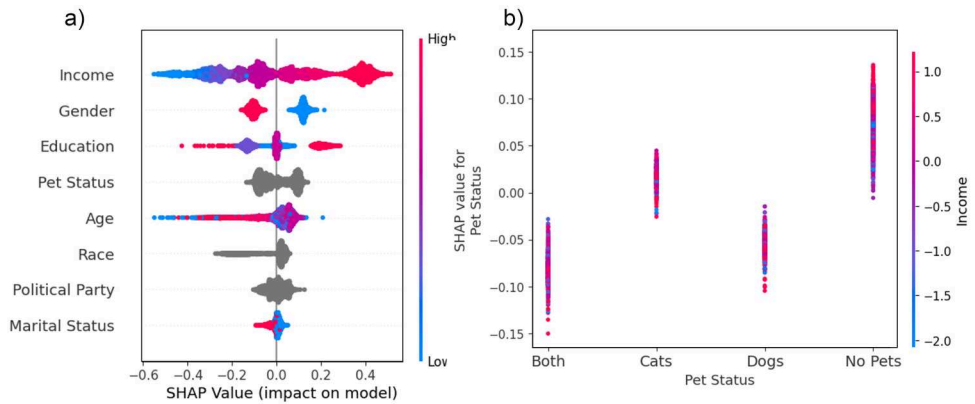 a)
High
Income
Gender
Education
Pet Status
Age
Race
Political Party
Marital Status
Low
−0.6 −0.4 −0.2 0.0 0.2 0.4
SHAP Value (impact on model)
b)
0.15
0.10
0.05
0.00
−0.05
−0.10
−0.15
SHAP value for
Pet Status
Both Cats Dogs No Pets
Pet Status
1.0
0.5
0.0
−0.5
−1.0
−1.5
−2.0
Income